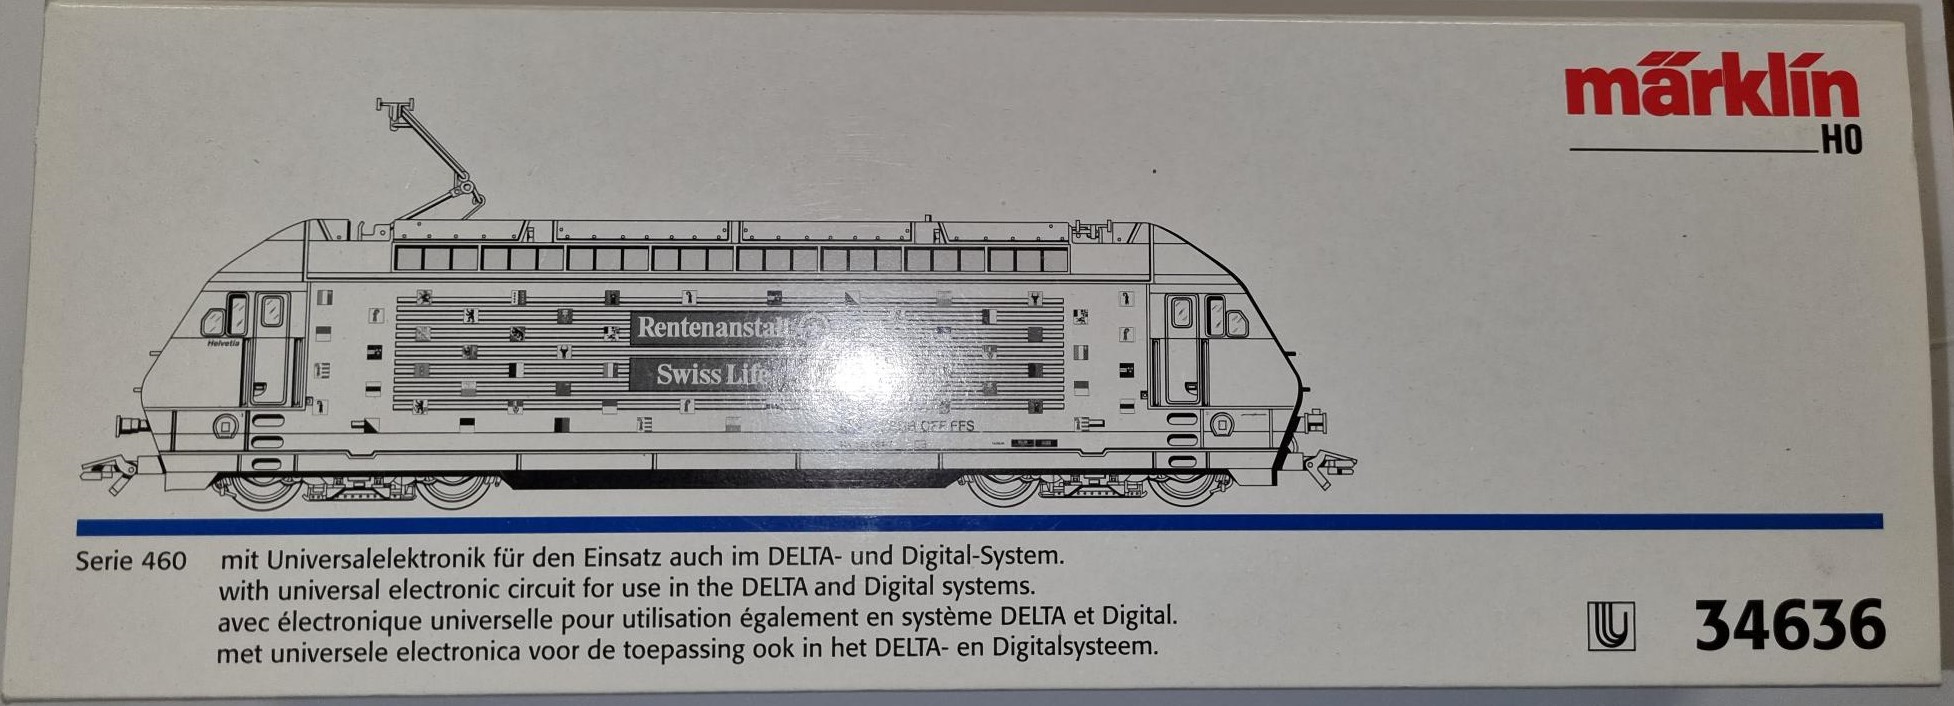 märklin
HO
Rentenanstalt
Swiss Life
Helvetia
CFF FFS
Serie 460 mit Universalelektronik für den Einsatz auch im DELTA- und Digital-System.
with universal electronic circuit for use in the DELTA and Digital systems.
avec électronique universelle pour utilisation également en système DELTA et Digital.
met universele electronica voor de toepassing ook in het DELTA- en Digitalsysteem.
U 34636